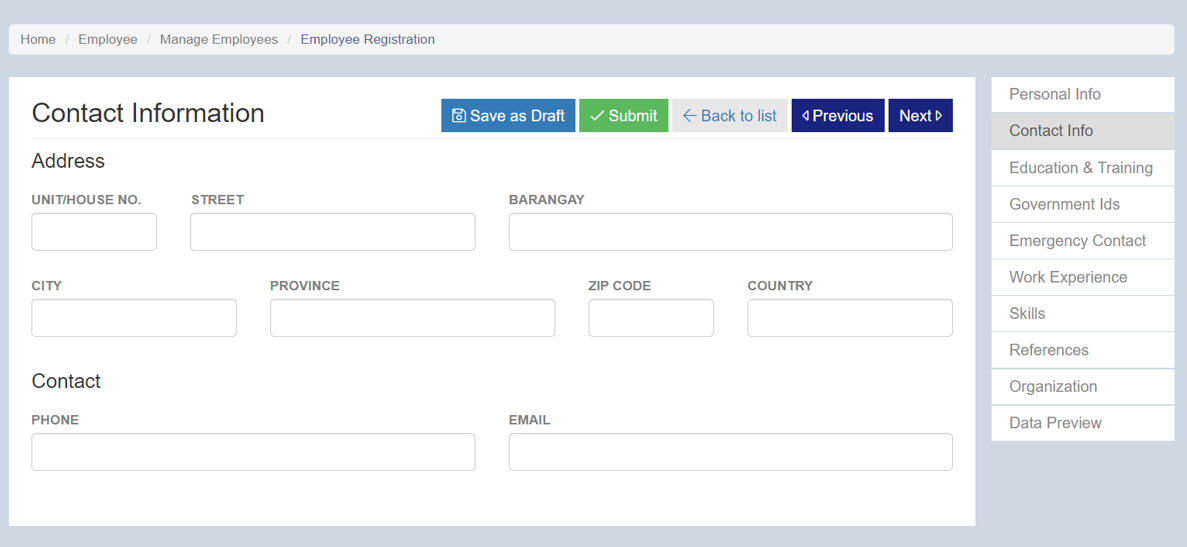 Home / Employee / Manage Employees / Employee Registration
Contact Information
Save as Draft
Submit
Back to list
Previous
Next
Address
UNIT/HOUSE NO. STREET BARANGAY
CITY PROVINCE ZIP CODE COUNTRY
Contact
PHONE EMAIL
Personal Info
Contact Info
Education & Training
Government Ids
Emergency Contact
Work Experience
Skills
References
Organization
Data Preview